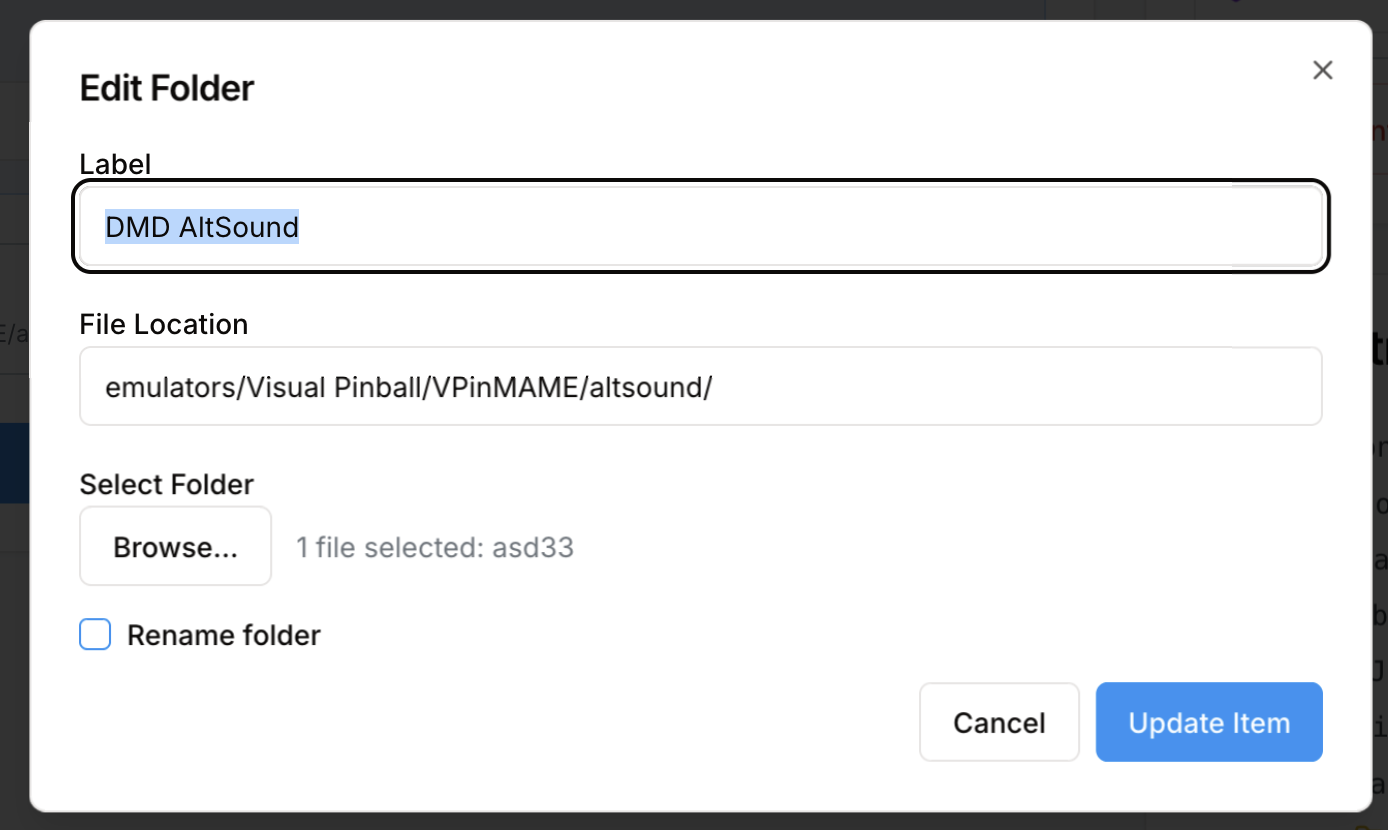 Edit Folder
Label
DMD AltSound
File Location
emulators/Visual Pinball/VPinMAME/altsound/
Select Folder
Browse... 1 file selected: asd33
Rename folder
Cancel Update Item